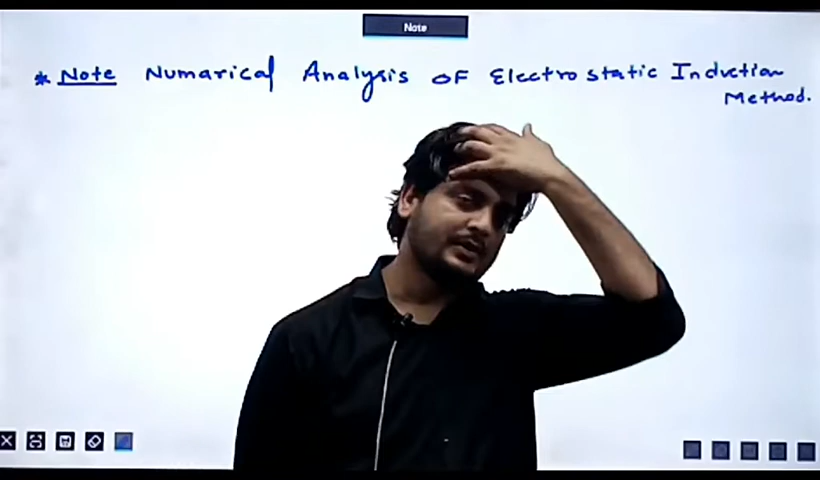 Note
* Note Numarical Analysis OF Electrostatic Induction
Method.